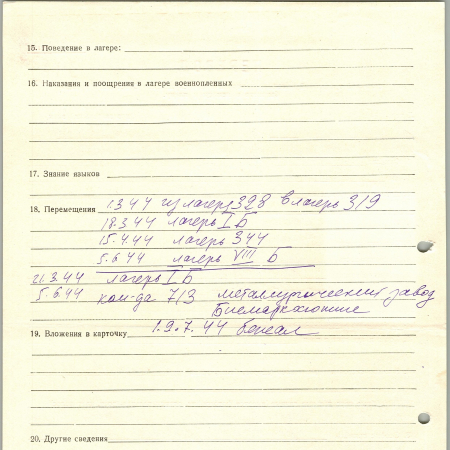 15. Поведение в лагере:
16. Наказания и поощрения в лагере военнопленных
17. Знание языков
18. Перемещения 1.3.44 из лагеря 328 в лагерь 319
18.3.44 лагерь I Б
15.4.44 лагерь 344
5.6.44 лагерь VIII Б
21.3.44 лагерь I Б
5.6.44 ком-да 713 металлургический завод
Бисмаркхютте
19. Вложения в карточку 1.9.7.44
20. Другие сведения